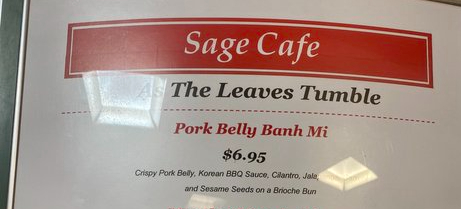 Sage Cafe
As The Leaves Tumble
Pork Belly Banh Mi
$6.95
Crispy Pork Belly, Korean BBQ Sauce, Cilantro,
and Sesame Seeds on a Brioche Bun